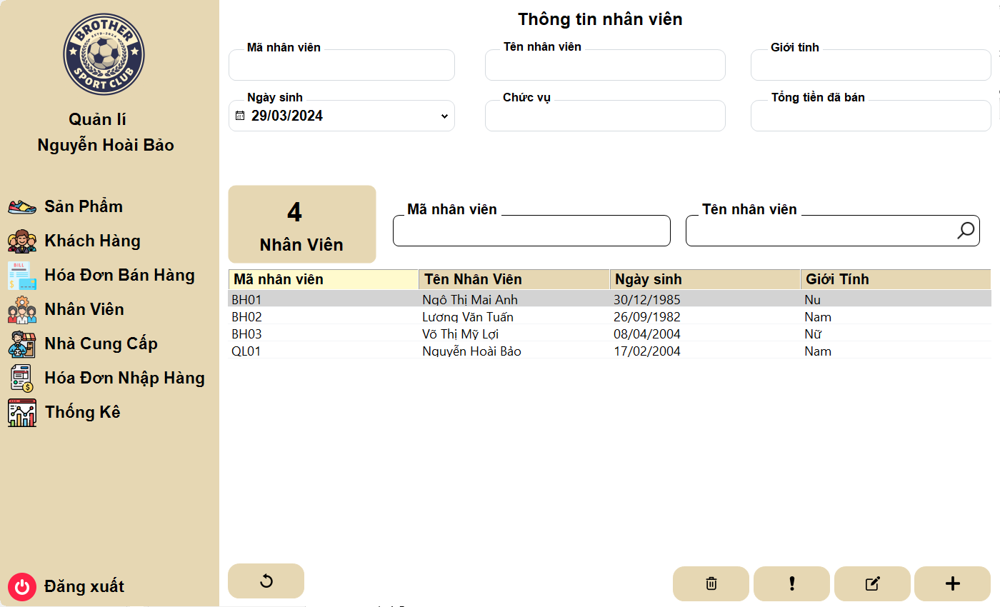 BROTHER
ESTD-2024
SPORT CLUB
Quản lí
Nguyễn Hoài Bảo
Sản Phẩm
Khách Hàng
BILL
Hóa Đơn Bán Hàng
Nhân Viên
Nhà Cung Cấp
Hóa Đơn Nhập Hàng
Thống Kê
Đăng xuất
Thông tin nhân viên
Mã nhân viên
Tên nhân viên
Giới tính
Ngày sinh
29/03/2024
Chức vụ
Tổng tiền đã bán
4
Nhân Viên
Mã nhân viên
Tên nhân viên
Mã nhân viên Tên Nhân Viên Ngày sinh Giới Tính
BH01 Ngô Thị Mai Anh 30/12/1985 Nu
BH02 Lương Văn Tuấn 26/09/1982 Nam
BH03 Võ Thị Mỹ Lợi 08/04/2004 Nữ
QL01 Nguyễn Hoài Bảo 17/02/2004 Nam